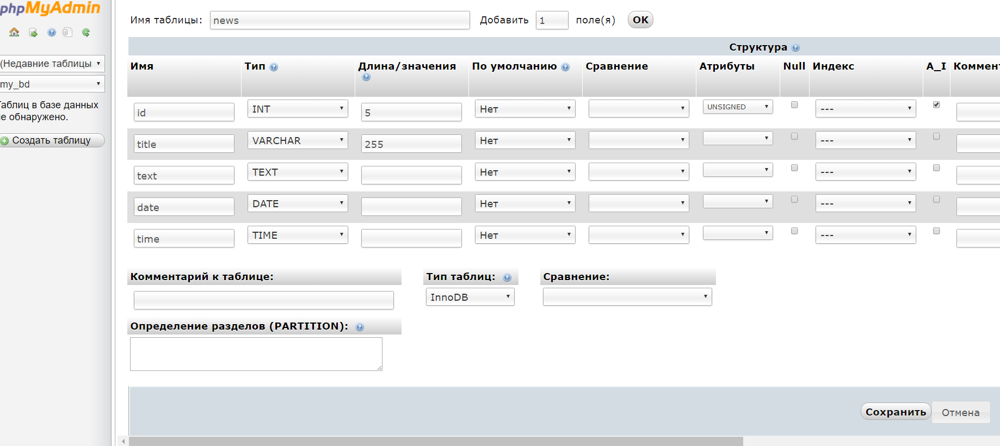 phpMyAdmin
(Недавние таблицы
my_bd
Таблиц в базе данных
не обнаружено.
Создать таблицу
Имя таблицы: news Добавить 1 поле(я) OK
Структура
Имя Тип Длина/значения По умолчанию Сравнение Атрибуты Null Индекс A_I Коммент
id INT 5 Нет UNSIGNED ---
title VARCHAR 255 Нет ---
text TEXT Нет ---
date DATE Нет ---
time TIME Нет ---
Комментарий к таблице: Тип таблиц: Сравнение:
InnoDB
Определение разделов (PARTITION):
Сохранить Отмена